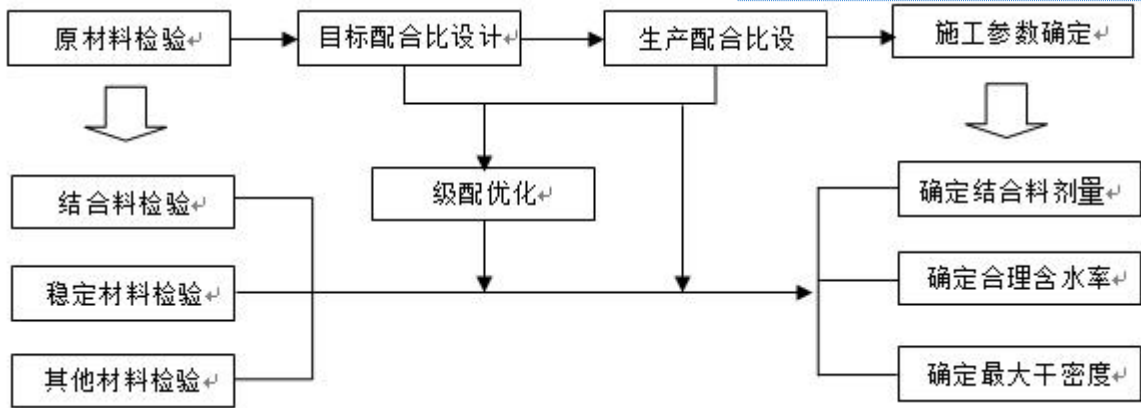 原材料检验
目标配合比设计
生产配合比设
施工参数确定
结合料检验
级配优化
确定结合料剂量
稳定材料检验
确定合理含水率
其他材料检验
确定最大干密度